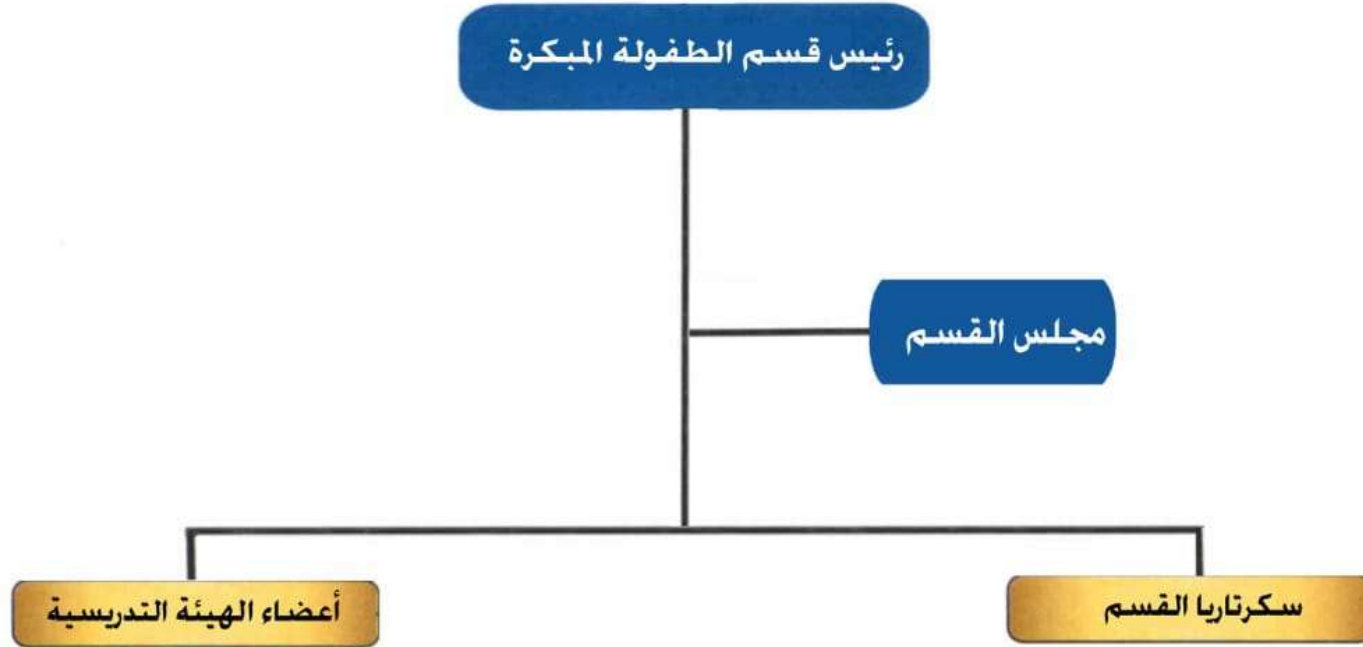 رئيس قسم الطفولة المبكرة
مجلس القسم
سكرتاريا القسم
أعضاء الهيئة التدريسية